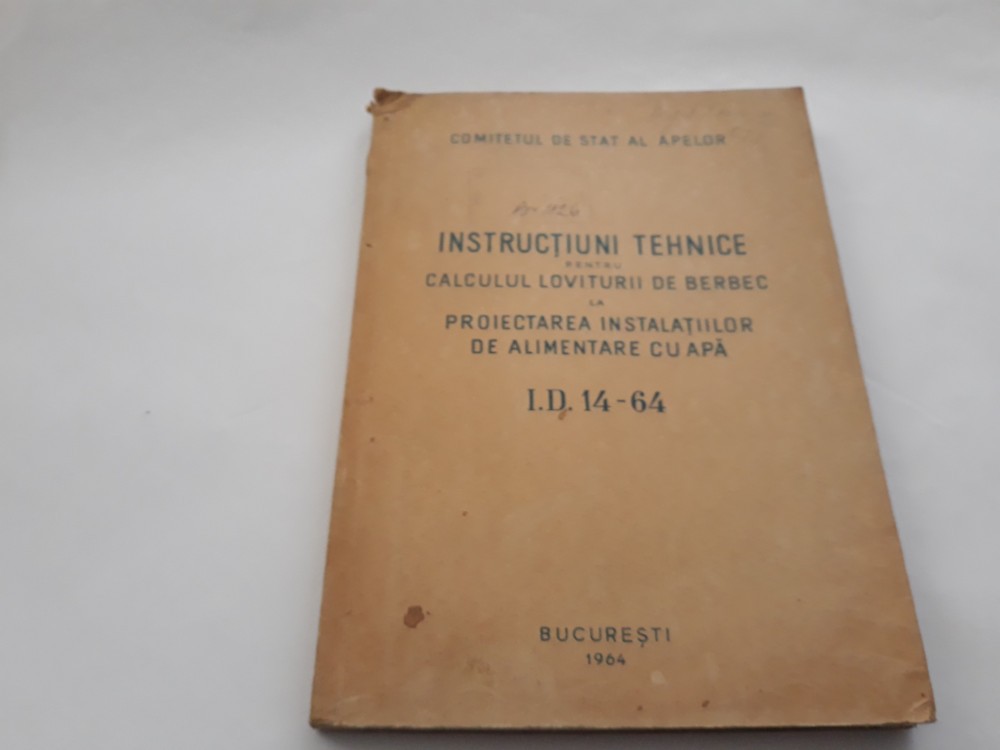 COMITETUL DE STAT AL APELOR
INSTRUCȚIUNI TEHNICE
PENTRU
CALCULUL LOVITURII DE BERBEC
LA
PROIECTAREA INSTALAȚIILOR
DE ALIMENTARE CU APĂ
I.D. 14-64
BUCUREȘTI
1964